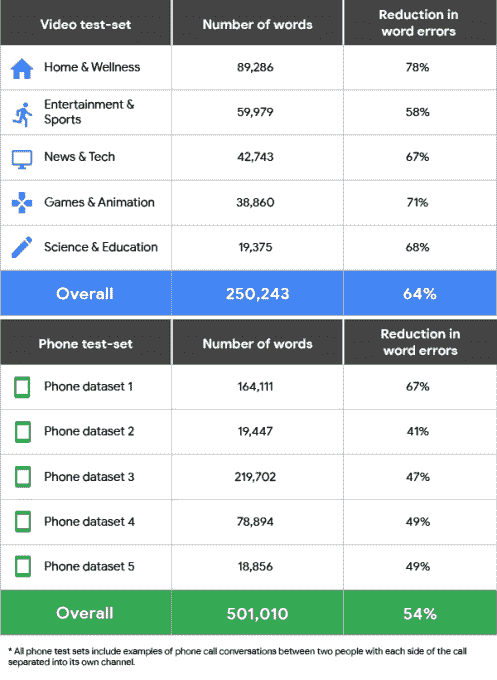 Video test-set Number of words Reduction in word errors
Home & Wellness 89,286 78%
Entertainment & Sports 59,979 58%
News & Tech 42,743 67%
Games & Animation 38,860 71%
Science & Education 19,375 68%
Overall 250,243 64%
Phone test-set Number of words Reduction in word errors
Phone dataset 1 164,111 67%
Phone dataset 2 19,447 41%
Phone dataset 3 219,702 47%
Phone dataset 4 78,894 49%
Phone dataset 5 18,856 49%
Overall 501,010 54%
* All phone test sets include examples of phone call conversations between two people with each side of the call
separated into its own channel.